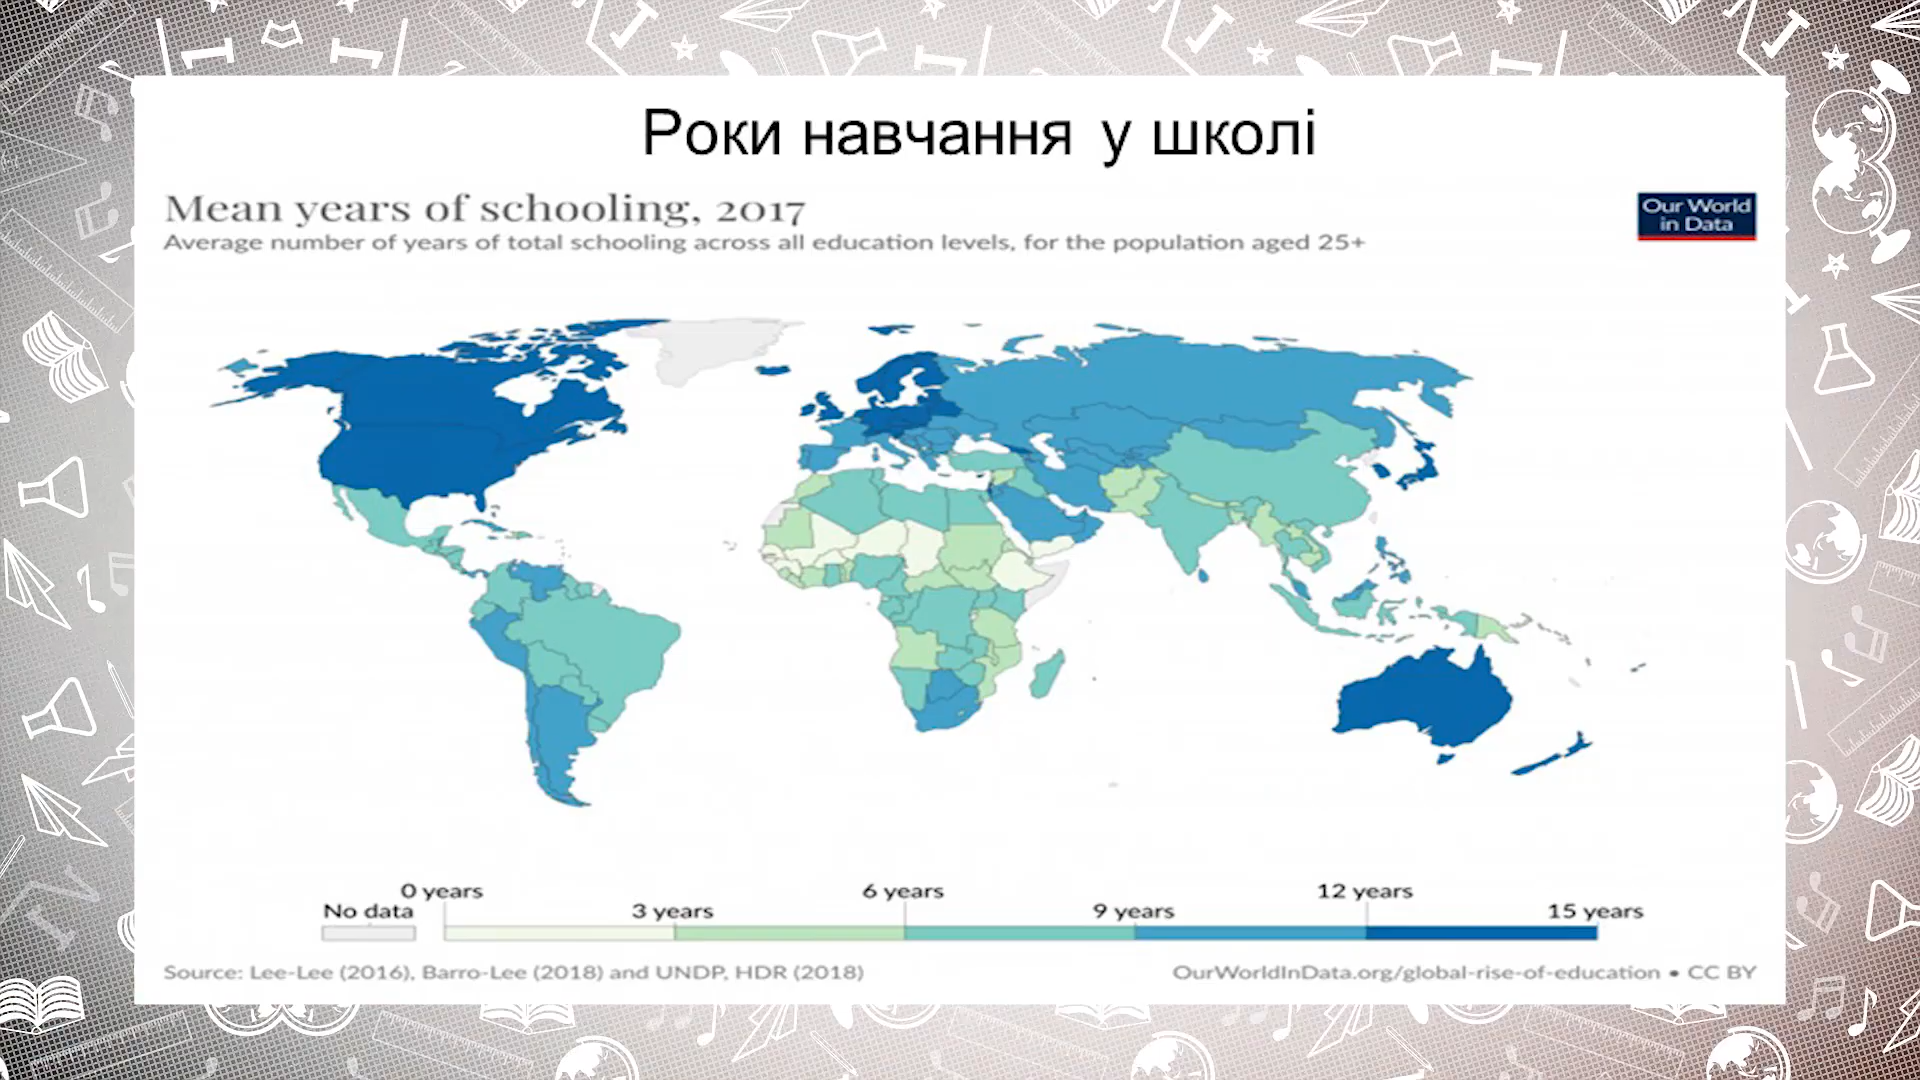 Роки навчання у школі
Mean years of schooling, 2017
Average number of years of total schooling across all education levels, for the population aged 25+
Our World
in Data
0 years
6 years
12 years
No data
3 years
9 years
15 years
Source: Lee-Lee (2016), Barro-Lee (2018) and UNDP, HDR (2018)
OurWorldInData.org/global-rise-of-education • CC BY